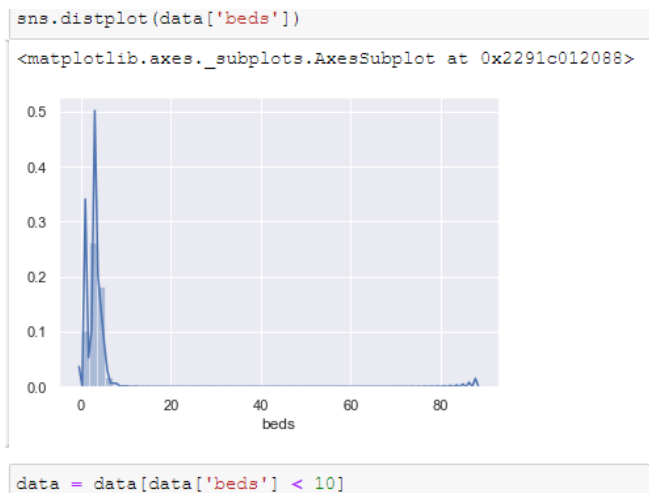 sns.distplot(data['beds'])
<matplotlib.axes._subplots.AxesSubplot at 0x2291c012088>
0.5
0.4
0.3
0.2
0.1
0.0
0 20 40 60 80
beds
data = data[data['beds'] < 10]